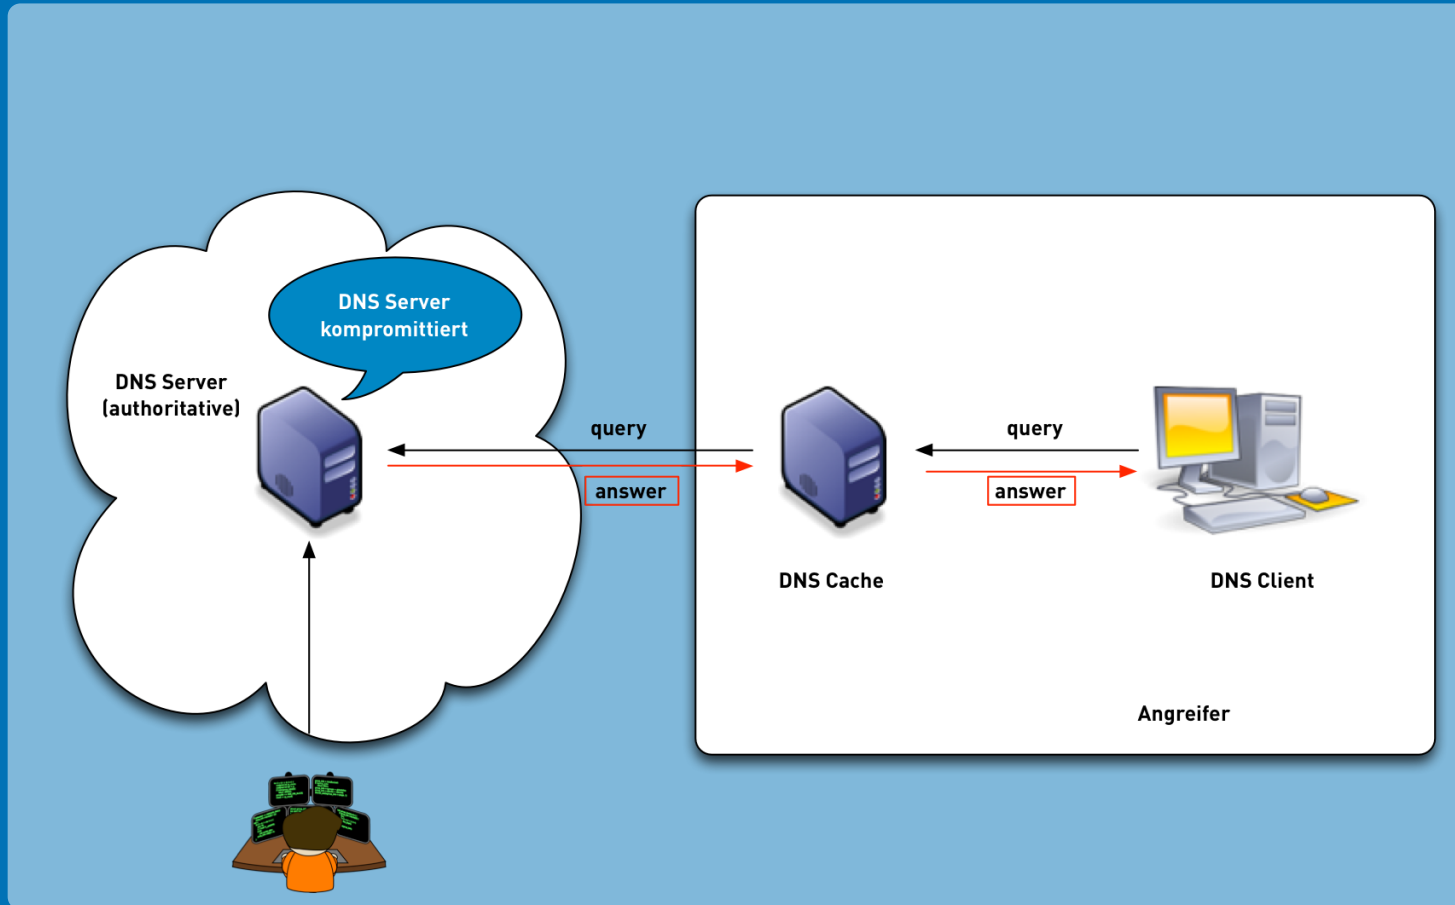 DNS Server
kompromittiert
DNS Server
(authoritative)
query
answer
query
answer
DNS Cache
DNS Client
Angreifer